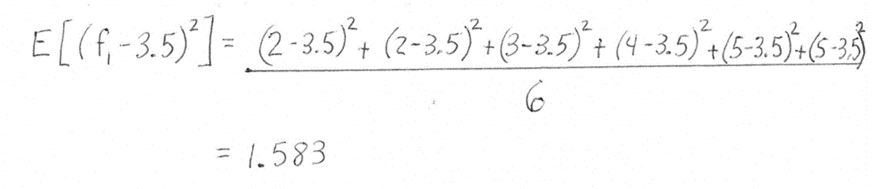 E[(f₁-3.5)²] = (2-3.5)² + (2-3.5)² + (3-3.5)² + (4-3.5)² + (5-3.5)² + (5-3.5)²
6
= 1.583